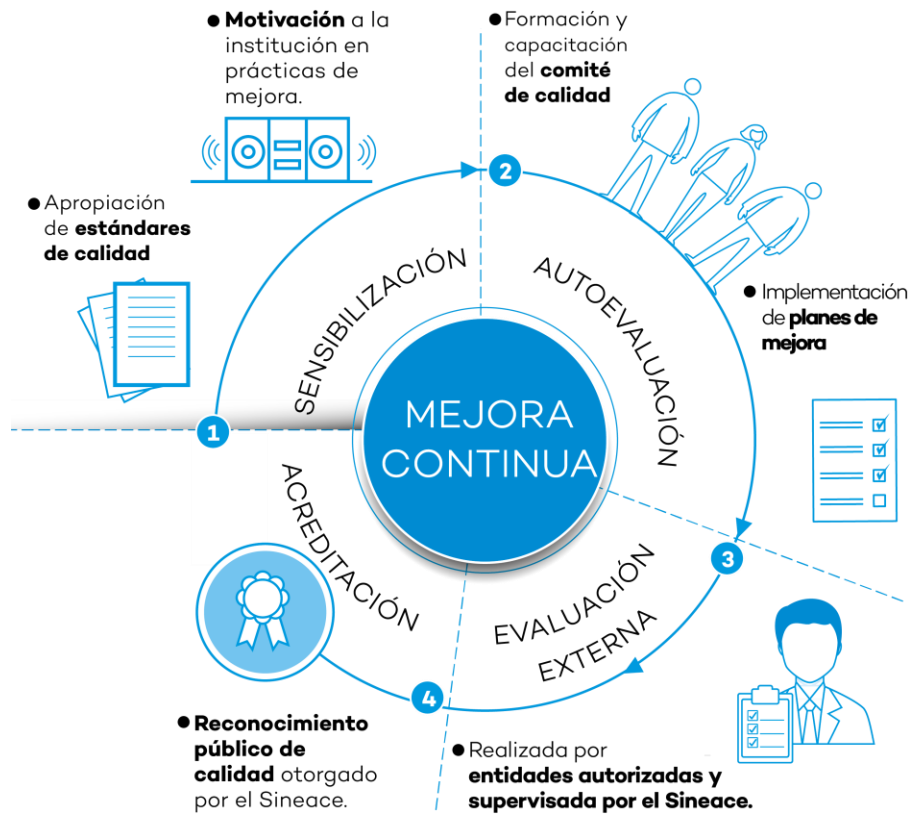 ● Motivación a la
institución en
prácticas de
mejora.
● Formación y
capacitación
del comité
de calidad
● Apropiación
de estándares
de calidad
● Implementación
de planes de
mejora
1
SENSIBILIZACIÓN
2
AUTOEVALUACIÓN
MEJORA
CONTINUA
3
EVALUACIÓN
EXTERNA
4
ACREDITACIÓN
● Reconocimiento
público de
calidad otorgado
por el Sineace.
● Realizada por
entidades autorizadas y
supervisada por el Sineace.